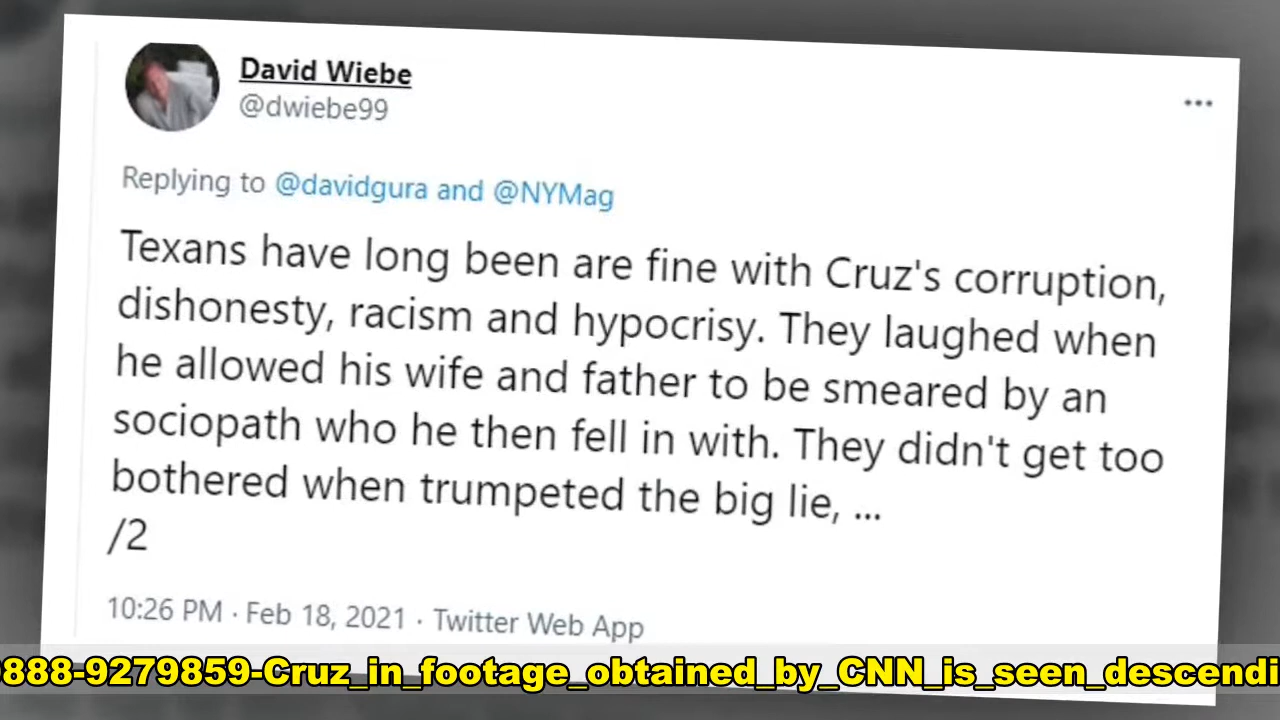 David Wiebe
@dwiebe99
Replying to @davidgura and @NYMag
Texans have long been are fine with Cruz's corruption,
dishonesty, racism and hypocrisy. They laughed when
he allowed his wife and father to be smeared by an
sociopath who he then fell in with. They didn't get too
bothered when trumpeted the big lie, ...
/2
10:26 PM · Feb 18, 2021 · Twitter Web App
888-9279859-Cruz_in_footage_obtained_by_CNN_is_seen_descendi